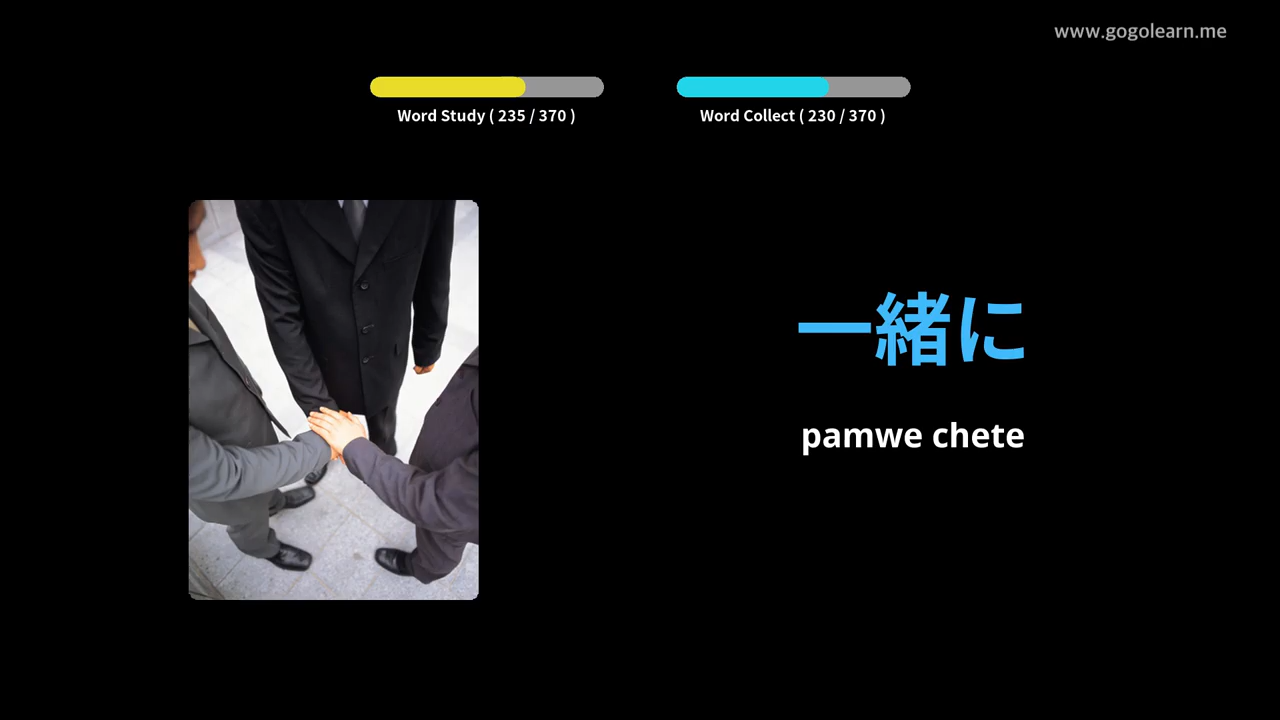 www.gogolearn.me
Word Study ( 235 / 370 )
Word Collect ( 230 / 370 )
一緒に
pamwe chete